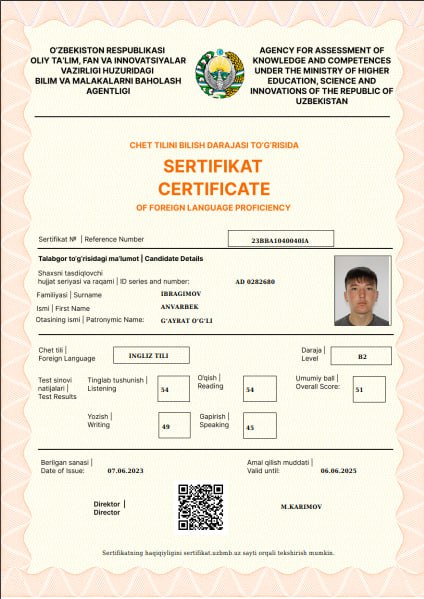 O‘ZBEKISTON RESPUBLIKASI
OLIY TA’LIM, FAN VA INNOVATSIYALAR
VAZIRLIGI HUZURIDAGI
BILIM VA MALAKALARNI BAHOLASH
AGENTLIGI
AGENCY FOR ASSESSMENT OF
KNOWLEDGE AND COMPETENCES
UNDER THE MINISTRY OF HIGHER
EDUCATION, SCIENCE AND
INNOVATIONS OF THE REPUBLIC OF
UZBEKISTAN
CHET TILINI BILISH DARAJASI TO‘G‘RISIDA
SERTIFIKAT
CERTIFICATE
OF FOREIGN LANGUAGE PROFICIENCY
Sertifikat № | Reference Number 23BBA1040040IA
Talabgor to‘g‘risidagi ma’lumot | Candidate Details
Shaxsni tasdiqlovchi
hujjat seriyasi va raqami | ID series and number: AD 0282680
Familiyasi | Surname IBRAGIMOV
Ismi | First Name ANVARBEK
Otasining ismi | Patronymic Name: G‘AYRAT O‘G‘LI
Chet tili |
Foreign Language INGLIZ TILI
Daraja |
Level B2
Test sinovi
natijalari |
Test Results
Tinglab tushunish |
Listening 54
O‘qish |
Reading 54
Umumiy ball |
Overall Score: 51
Yozish |
Writing 49
Gapirish |
Speaking 45
Berilgan sanasi |
Date of Issue: 07.06.2023
Amal qilish muddati |
Valid until: 06.06.2025
Direktor |
Director
M.KARIMOV
Sertifikatning haqiqiyligini sertifikat.uzbmb.uz sayti orqali tekshirish mumkin.